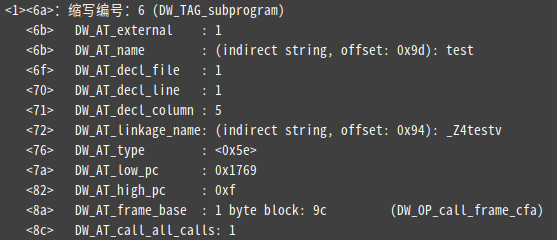 <1><6a>: 缩写编号: 6 (DW_TAG_subprogram)
<6b> DW_AT_external : 1
<6b> DW_AT_name : (indirect string, offset: 0x9d): test
<6f> DW_AT_decl_file : 1
<70> DW_AT_decl_line : 1
<71> DW_AT_decl_column : 5
<72> DW_AT_linkage_name: (indirect string, offset: 0x94): _Z4testv
<76> DW_AT_type : <0x5e>
<7a> DW_AT_low_pc : 0x1769
<82> DW_AT_high_pc : 0xf
<8a> DW_AT_frame_base : 1 byte block: 9c (DW_OP_call_frame_cfa)
<8c> DW_AT_call_all_calls: 1